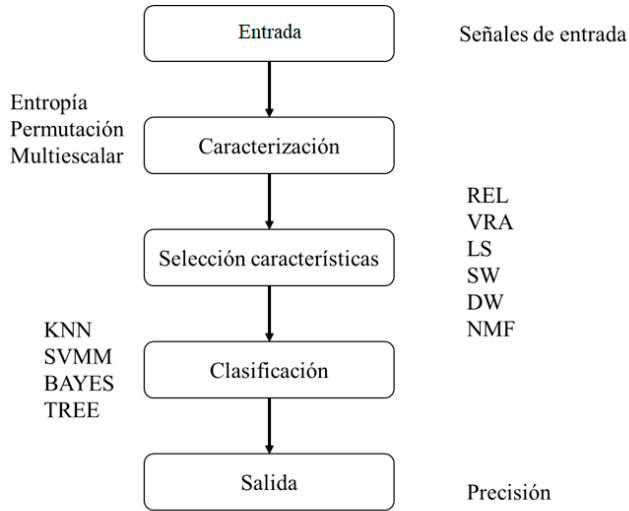 Entrada
Señales de entrada
Entropía
Permutación
Multiescalar
Caracterización
REL
VRA
LS
SW
DW
NMF
Selección características
KNN
SVMM
BAYES
TREE
Clasificación
Salida
Precisión